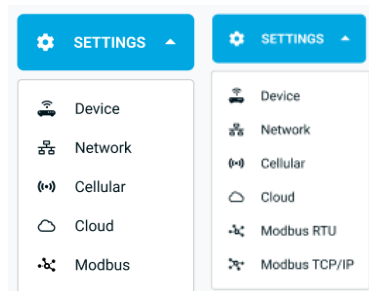 SETTINGS
Device
Network
Cellular
Cloud
Modbus
SETTINGS
Device
Network
Cellular
Cloud
Modbus RTU
Modbus TCP/IP